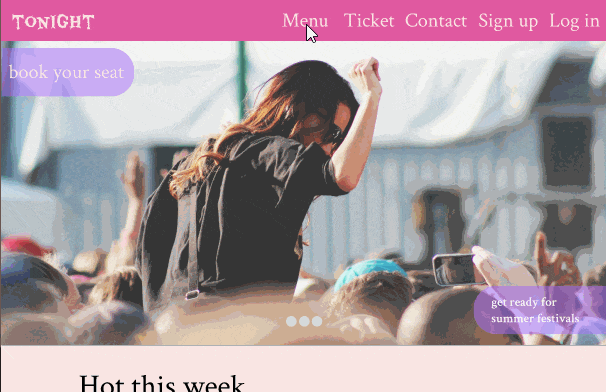 TONIGHT
Menu Ticket Contact Sign up Log in
book your seat
get ready for
summer festivals
Hot this week